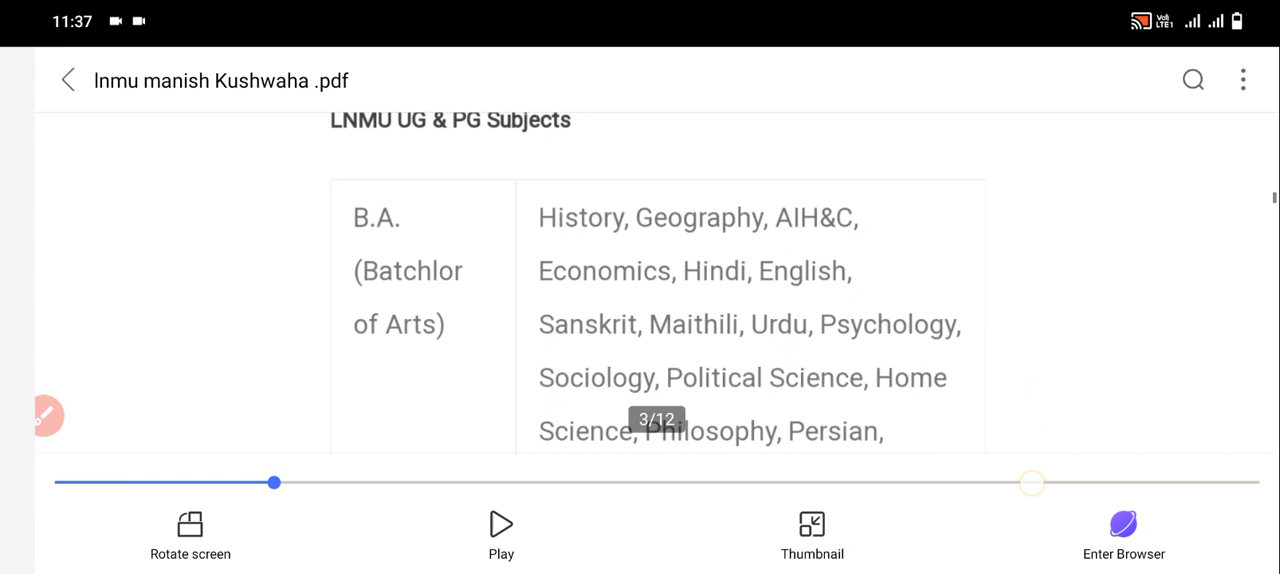 11:37
VoLTE1
lnmu manish Kushwaha .pdf
LNMU UG & PG Subjects
B.A.
(Batchlor
of Arts)
History, Geography, AIH&C,
Economics, Hindi, English,
Sanskrit, Maithili, Urdu, Psychology,
Sociology, Political Science, Home
Science, Philosophy, Persian,
3/12
Rotate screen
Play
Thumbnail
Enter Browser